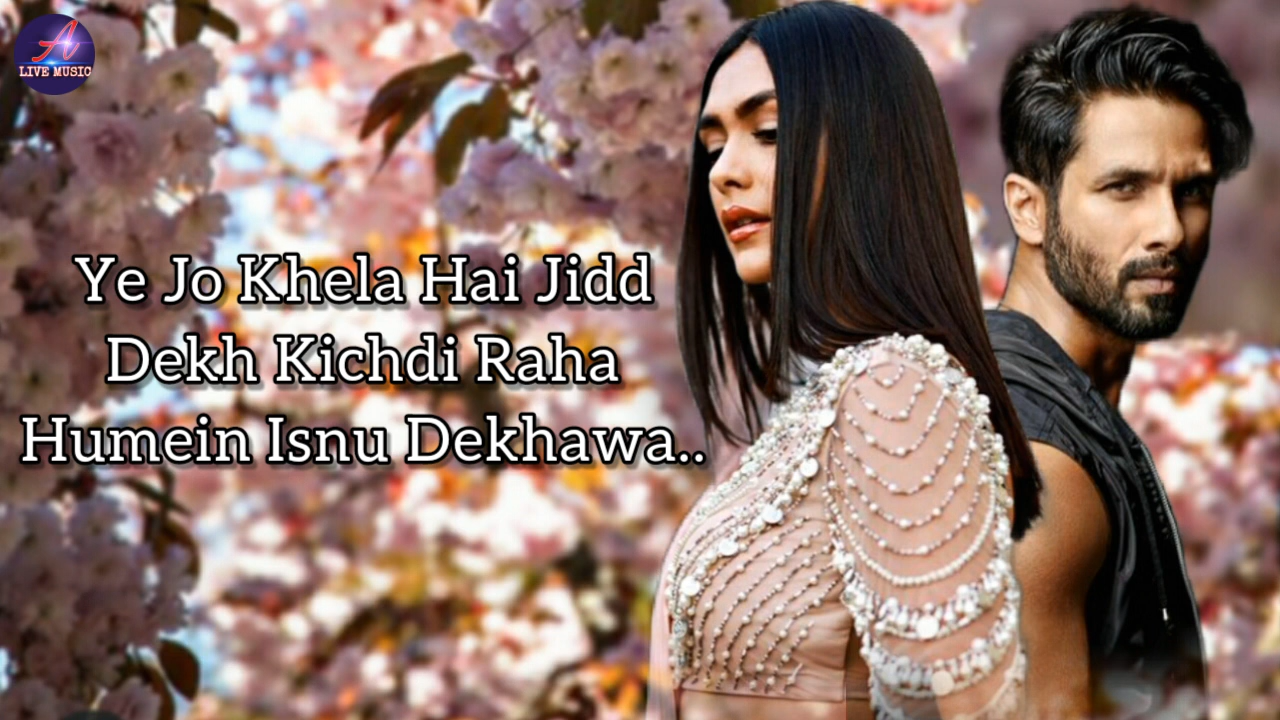 A
LIVE MUSIC
Ye Jo Khela Hai Jidd
Dekh Kichdi Raha
Humein Isnu Dekhawa..